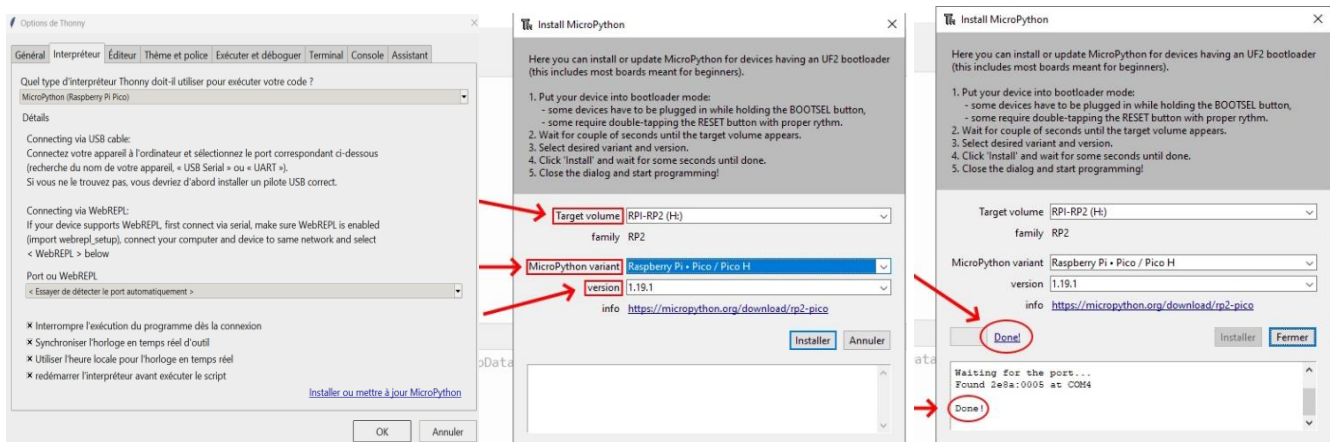 Options de Thonny
Général Interpréteur Éditeur Thème et police Exécuter et déboguer Terminal Console Assistant
Quel type d'interpréteur Thonny doit-il utiliser pour exécuter votre code ?
MicroPython (Raspberry Pi Pico)
Détails
Connecting via USB cable:
Connectez votre appareil à l'ordinateur et sélectionnez le port correspondant ci-dessous
(recherche du nom de votre appareil, « USB Serial » ou « UART »).
Si vous ne le trouvez pas, vous devriez d'abord installer un pilote USB correct.
Connecting via WebREPL:
If your device supports WebREPL, first connect via serial, make sure WebREPL is enabled
(import webrepl_setup), connect your computer and device to same network and select
< WebREPL > below
Port ou WebREPL
< Essayer de détecter le port automatiquement >
Interrompre l'exécution du programme dès la connexion
Synchroniser l'horloge en temps réel d'outil
Utiliser l'heure locale pour l'horloge en temps réel
redémarrer l'interpréteur avant exécuter le script
Installer ou mettre à jour MicroPython
OK Annuler
Install MicroPython
Here you can install or update MicroPython for devices having an UF2 bootloader
(this includes most boards meant for beginners).
1. Put your device into bootloader mode:
- some devices have to be plugged in while holding the BOOTSEL button,
- some require double-tapping the RESET button with proper rythm.
2. Wait for couple of seconds until the target volume appears.
3. Select desired variant and version.
4. Click 'Install' and wait for some seconds until done.
5. Close the dialog and start programming!
Target volume RPI-RP2 (H:)
family RP2
MicroPython variant Raspberry Pi • Pico / Pico H
version 1.19.1
info https://micropython.org/download/rp2-pico
Installer Annuler
Install MicroPython
Here you can install or update MicroPython for devices having an UF2 bootloader
(this includes most boards meant for beginners).
1. Put your device into bootloader mode:
- some devices have to be plugged in while holding the BOOTSEL button,
- some require double-tapping the RESET button with proper rythm.
2. Wait for couple of seconds until the target volume appears.
3. Select desired variant and version.
4. Click 'Install' and wait for some seconds until done.
5. Close the dialog and start programming!
Target volume RPI-RP2 (H:)
family RP2
MicroPython variant Raspberry Pi • Pico / Pico H
version 1.19.1
info https://micropython.org/download/rp2-pico
Done! Installer Fermer
Waiting for the port...
Found 2e8a:0005 at COM4
Done!